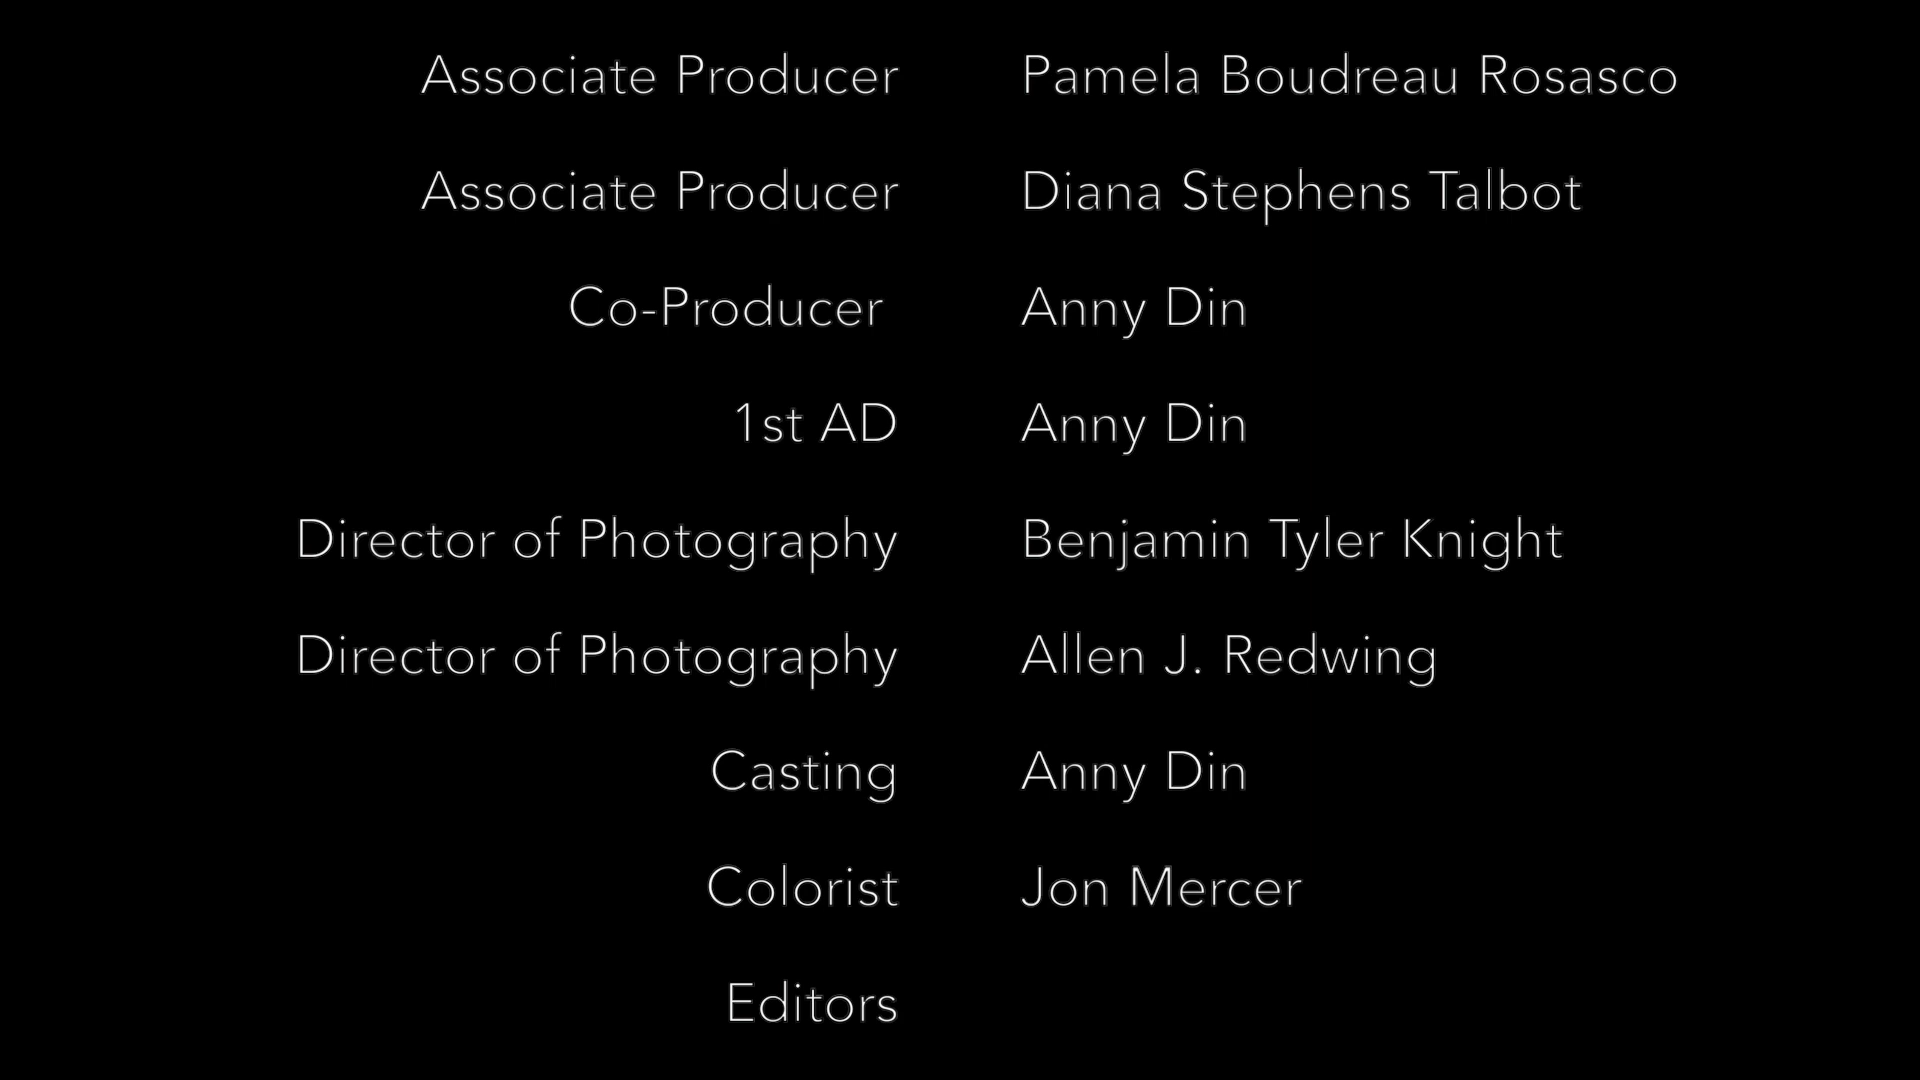 Associate Producer Pamela Boudreau Rosasco
Associate Producer Diana Stephens Talbot
Co-Producer Anny Din
1st AD Anny Din
Director of Photography Benjamin Tyler Knight
Director of Photography Allen J. Redwing
Casting Anny Din
Colorist Jon Mercer
Editors